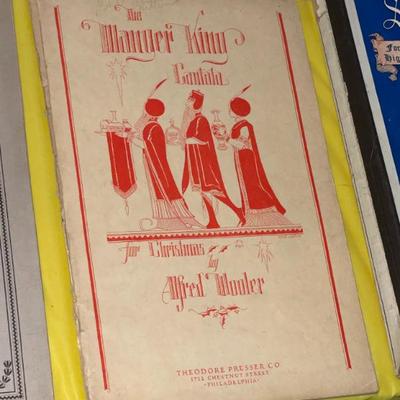 The
Manger King
Cantata
for Christmas
by
Alfred Wooler
THEODORE PRESSER CO.
1712 CHESTNUT STREET
PHILADELPHIA